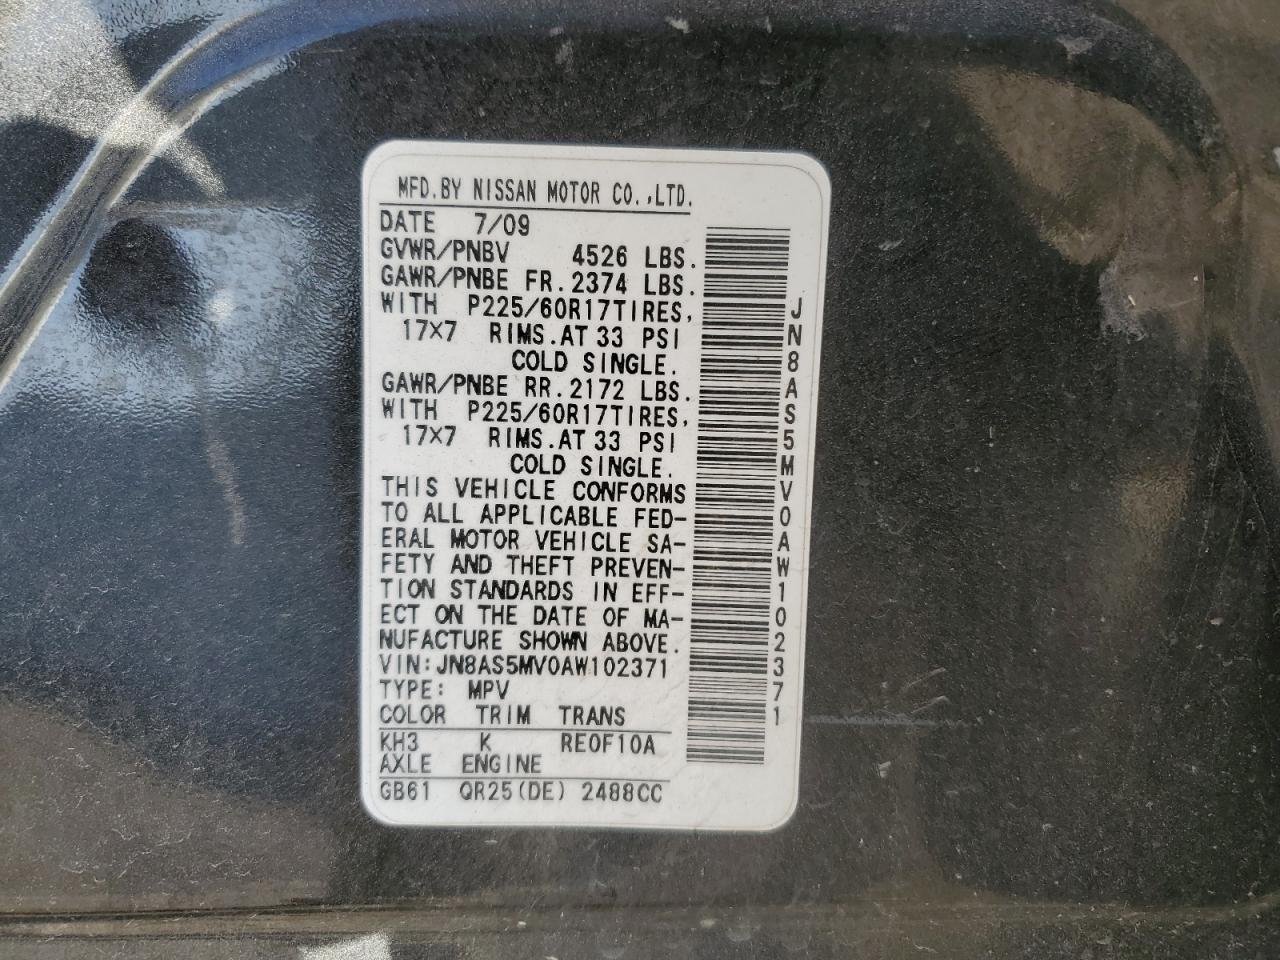 MFD.BY NISSAN MOTOR CO.,LTD.
DATE 7/09
GVWR/PNBV 4526 LBS.
GAWR/PNBE FR. 2374 LBS.
WITH P225/60R17TIRES,
17×7 RIMS.AT 33 PSI
COLD SINGLE.
GAWR/PNBE RR. 2172 LBS.
WITH P225/60R17TIRES,
17×7 RIMS.AT 33 PSI
COLD SINGLE.
THIS VEHICLE CONFORMS
TO ALL APPLICABLE FED-
ERAL MOTOR VEHICLE SA-
FETY AND THEFT PREVEN-
TION STANDARDS IN EFF-
ECT ON THE DATE OF MA-
NUFACTURE SHOWN ABOVE.
VIN:JN8AS5MV0AW102371
TYPE: MPV
COLOR TRIM TRANS
KH3 K RE0F10A
AXLE ENGINE
GB61 QR25(DE) 2488CC
JN8AS5MV0AW102371